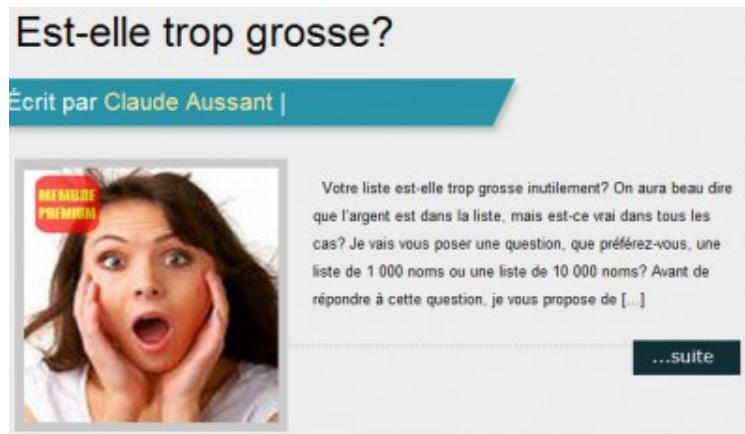 Est-elle trop grosse?
Écrit par Claude Aussant |
MEMBRE
PREMIUM
Votre liste est-elle trop grosse inutilement? On aura beau dire
que l'argent est dans la liste, mais est-ce vrai dans tous les
cas? Je vais vous poser une question, que préférez-vous, une
liste de 1 000 noms ou une liste de 10 000 noms? Avant de
répondre à cette question, je vous propose de [...]
...suite